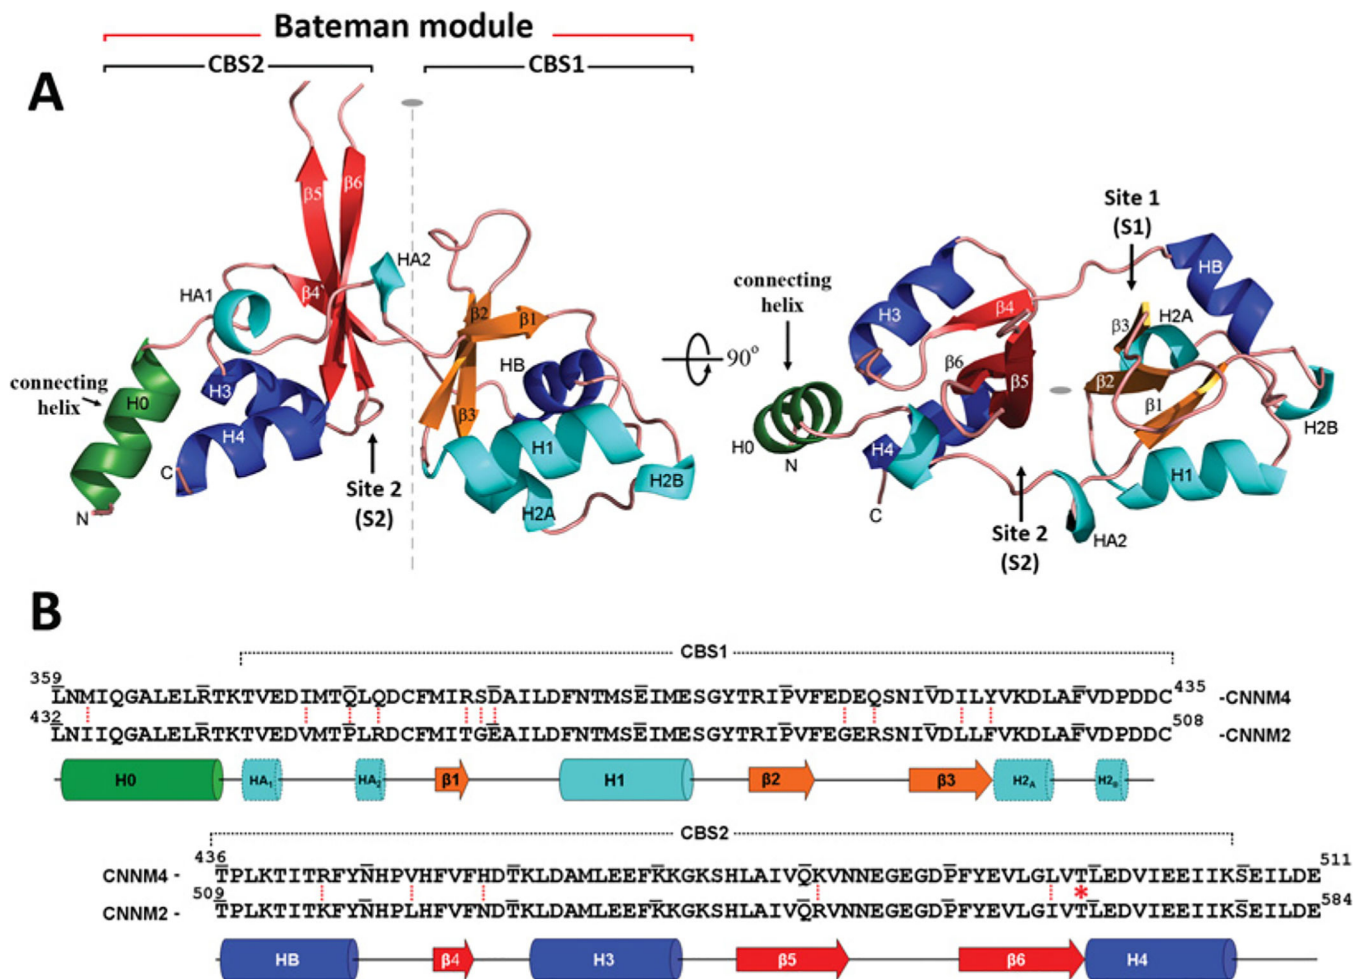 Bateman module
CBS2
CBS1
A
β5
β6
HA1
HA2
β4
β2
β1
connecting
helix
H0
H3
H4
HB
β3
H1
C
N
Site 2
(S2)
H2A
H2B
90°
Site 1
(S1)
connecting
helix
HB
H3
β4
β3
H2A
β6
β5
β2
β1
H0
N
H4
H2B
H1
C
Site 2
(S2)
HA2
B
CBS1
359 LNMIQGALELRTKTVEDIMTQLQDCFMIRSDAILDFNTMSEIMESGYTRIPVFEDEQSNIVDILYVKDLAFVDPDDC 435 -CNNM4
432 LNIIQGALELRTKTVEDVMTPLRDCFMITGEAILDFNTMSEIMESGYTRIPVFEGERSNIVDLLFVKDLAFVDPDDC 508 -CNNM2
H0 HA1 HA2 β1 H1 β2 β3 H2A H2B
CBS2
CNNM4 - 436 TPLKTITRFYNHPVHFVFHDTKLDAMLEEFKKGKSHLAIVQKVNNEGEGDPFYEVLGLVTLEDVIEEIIKSEILDE 511
*
CNNM2 - 509 TPLKTITKFYNHPLHFVFNDTKLDAMLEEFKKGKSHLAIVQRVNNEGEGDPFYEVLGIVTLEDVIEEIIKSEILDE 584
HB β4 H3 β5 β6 H4